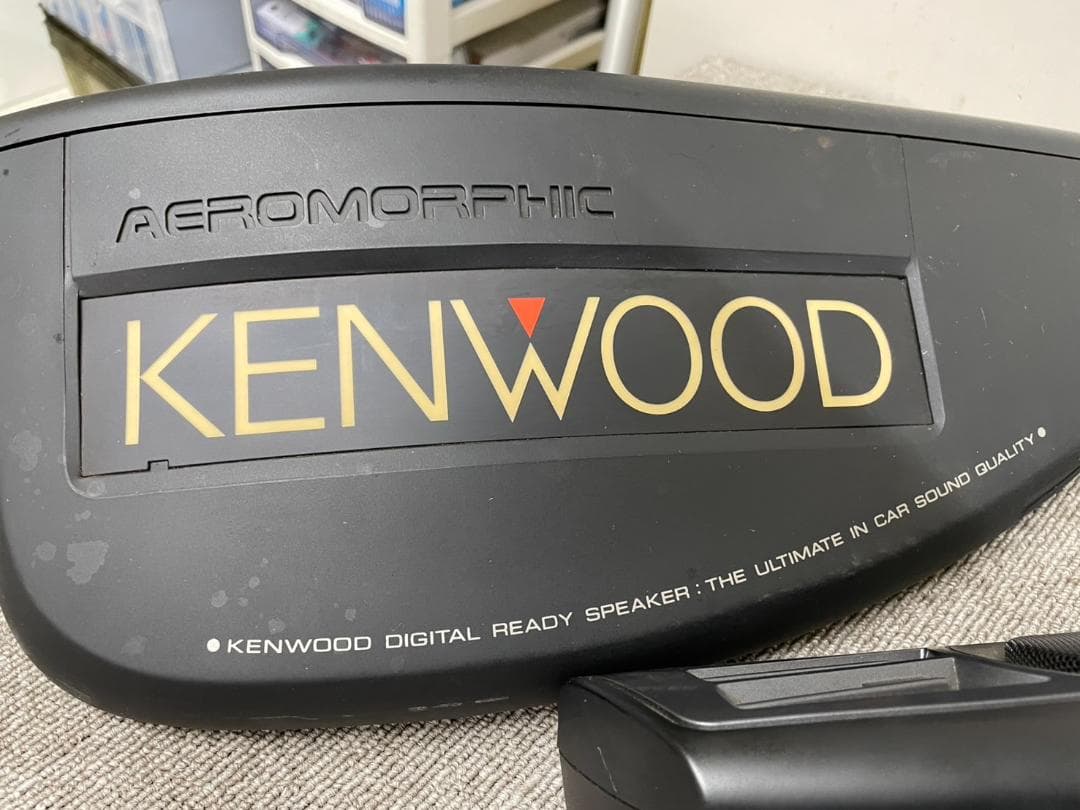 AEROMORPHIC
KENWOOD
• KENWOOD DIGITAL READY SPEAKER : THE ULTIMATE IN CAR SOUND QUALITY •